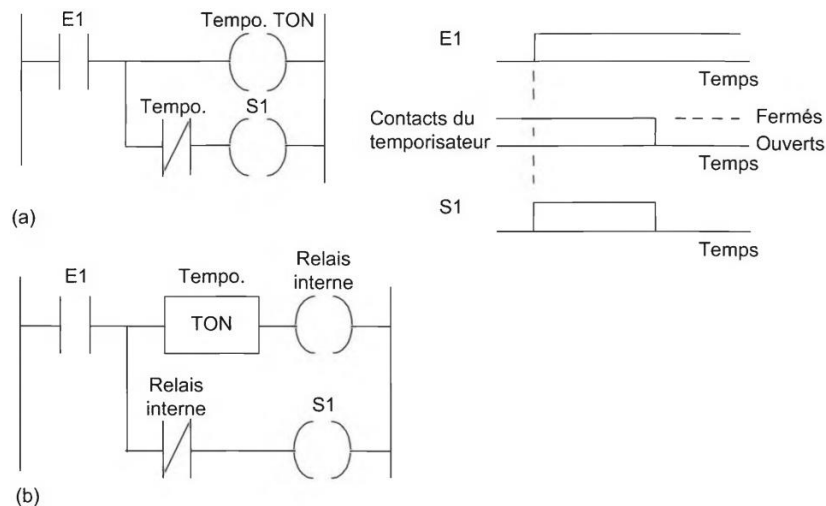 E1
Tempo. TON
Tempo.
S1
(a)
E1
Temps
Contacts du
temporisateur
Fermés
Ouverts
Temps
S1
Temps
E1
Tempo.
Relais
interne
TON
Relais
interne
S1
(b)